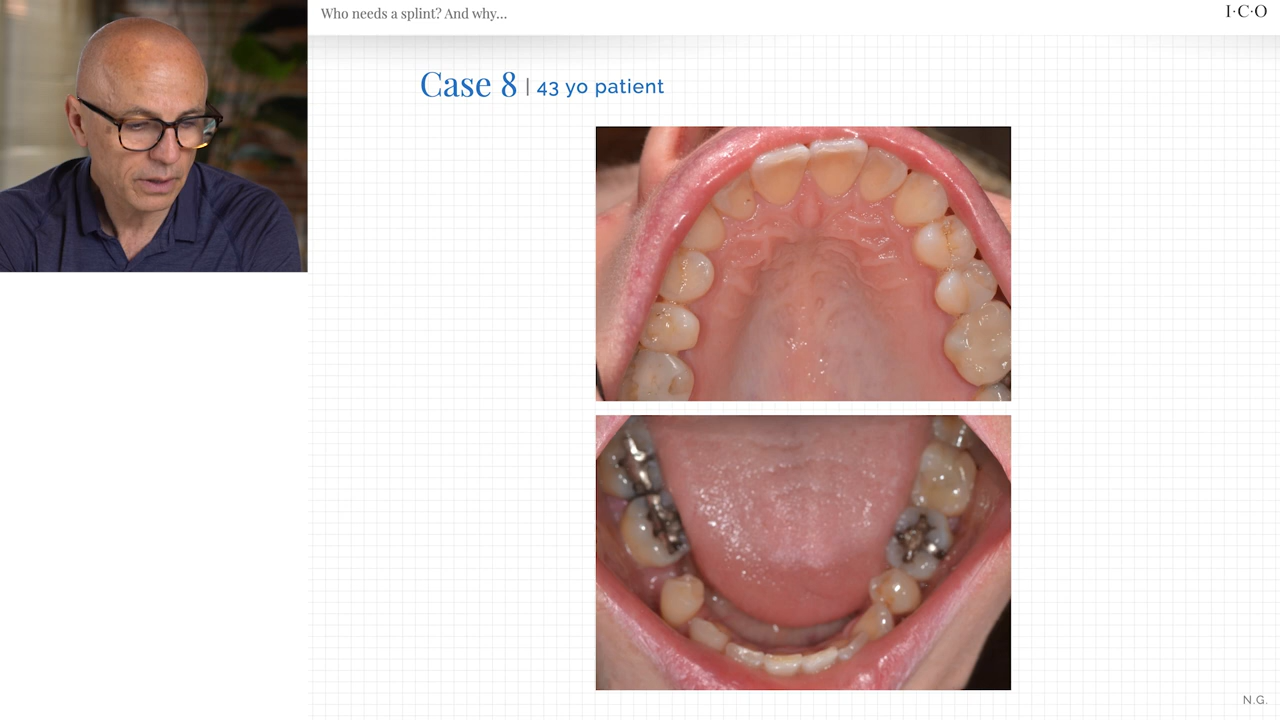 Who needs a splint? And why...
I·C·O
Case 8 | 43 yo patient
N.G.